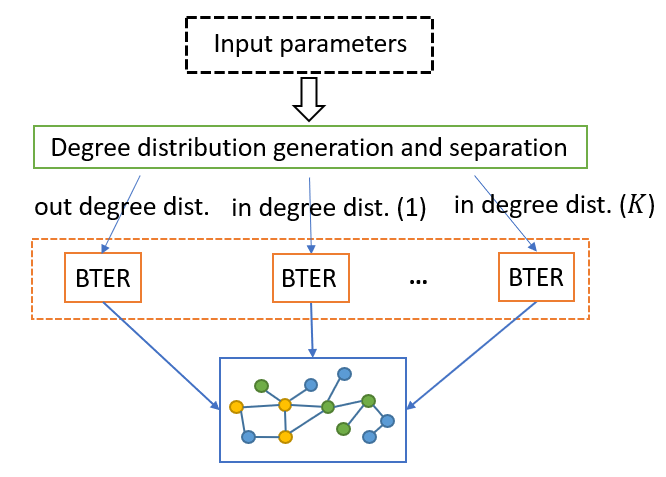 Input parameters
Degree distribution generation and separation
out degree dist.
in degree dist. (1)
in degree dist. (K)
BTER
BTER
...
BTER